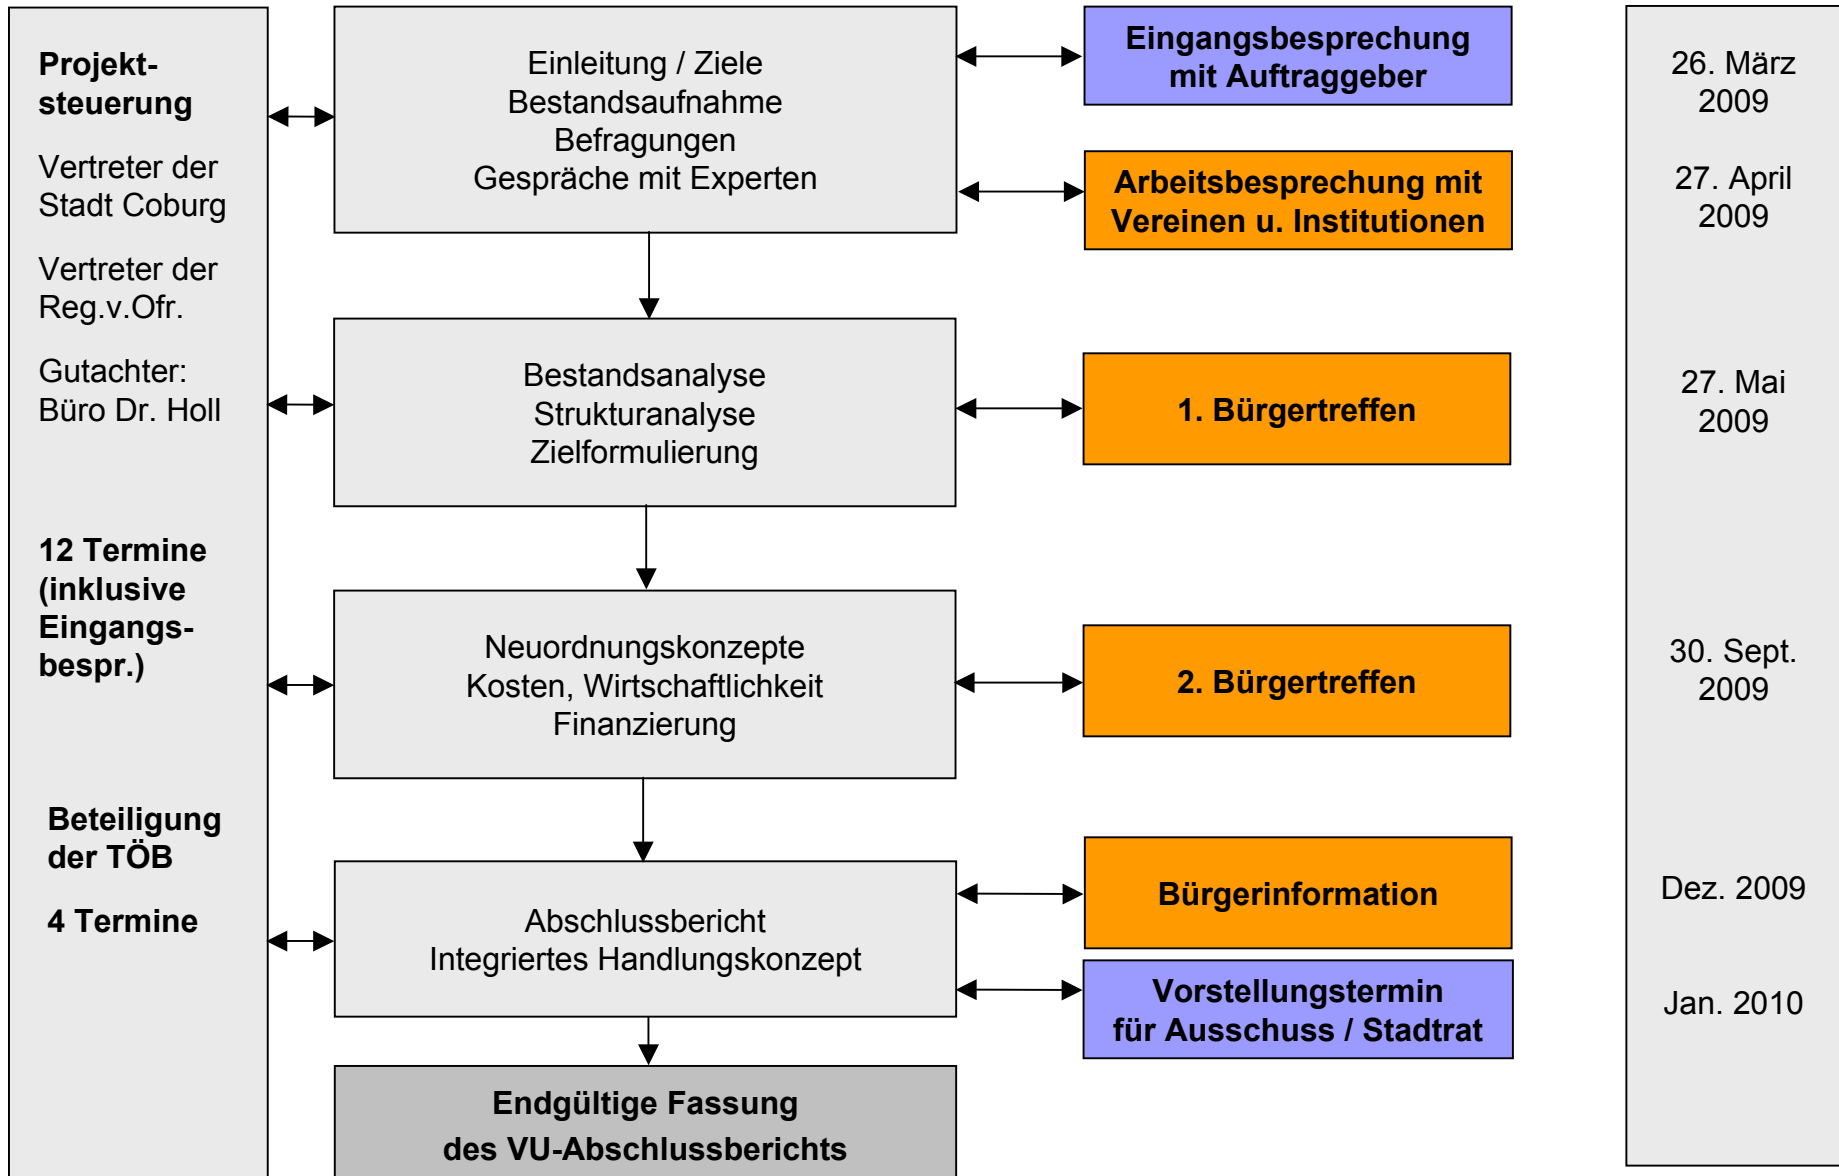 Projekt-
steuerung
Vertreter der
Stadt Coburg
Vertreter der
Reg.v.Ofr.
Gutachter:
Büro Dr. Holl
12 Termine
(inklusive
Eingangs-
bespr.)
Beteiligung
der TÖB
4 Termine
Einleitung / Ziele
Bestandsaufnahme
Befragungen
Gespräche mit Experten
Bestandsanalyse
Strukturanalyse
Zielformulierung
Neuordnungskonzepte
Kosten, Wirtschaftlichkeit
Finanzierung
Abschlussbericht
Integriertes Handlungskonzept
Endgültige Fassung
des VU-Abschlussberichts
Eingangsbesprechung
mit Auftraggeber
Arbeitsbesprechung mit
Vereinen u. Institutionen
1. Bürgertreffen
2. Bürgertreffen
Bürgerinformation
Vorstellungstermin
für Ausschuss / Stadtrat
26. März
2009
27. April
2009
27. Mai
2009
30. Sept.
2009
Dez. 2009
Jan. 2010